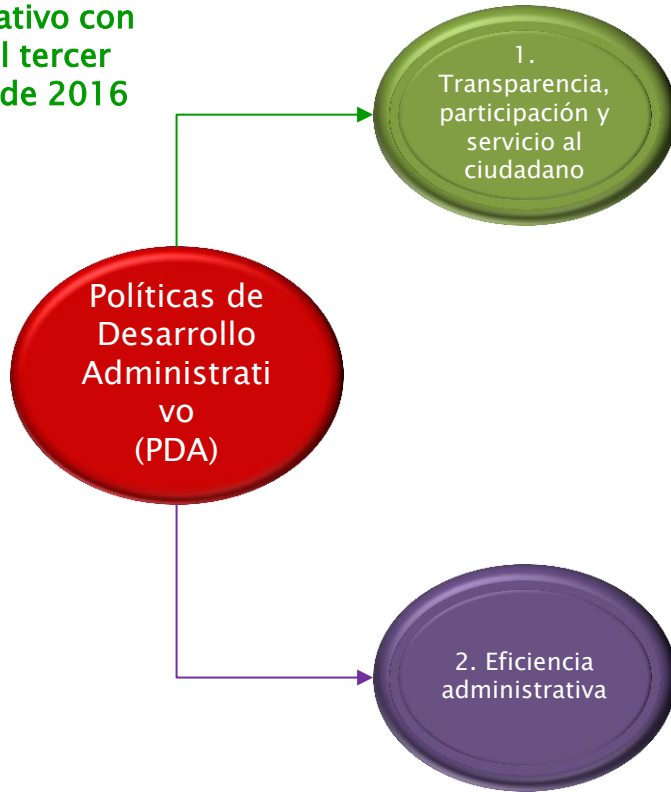 ativo con
l tercer
de 2016
1.
Transparencia,
participación y
servicio al
ciudadano
Políticas de
Desarrollo
Administrati
vo
(PDA)
2. Eficiencia
administrativa